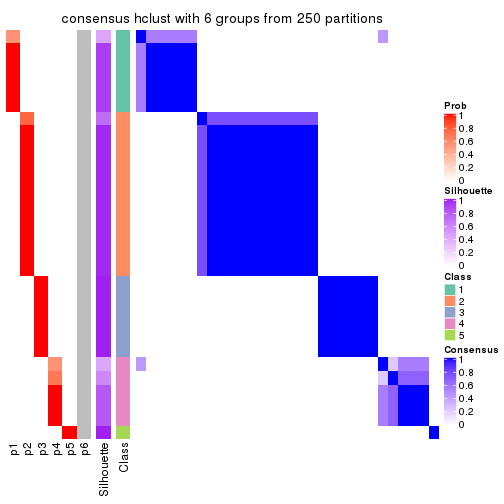 consensus hclust with 6 groups from 250 partitions
Prob
1
0.8
0.6
0.4
0.2
0
Silhouette
1
0.8
0.6
0.4
0.2
0
Class
1
2
3
4
5
Consensus
1
0.8
0.6
0.4
0.2
0
p1
p2
p3
p4
p5
p6
Silhouette
Class